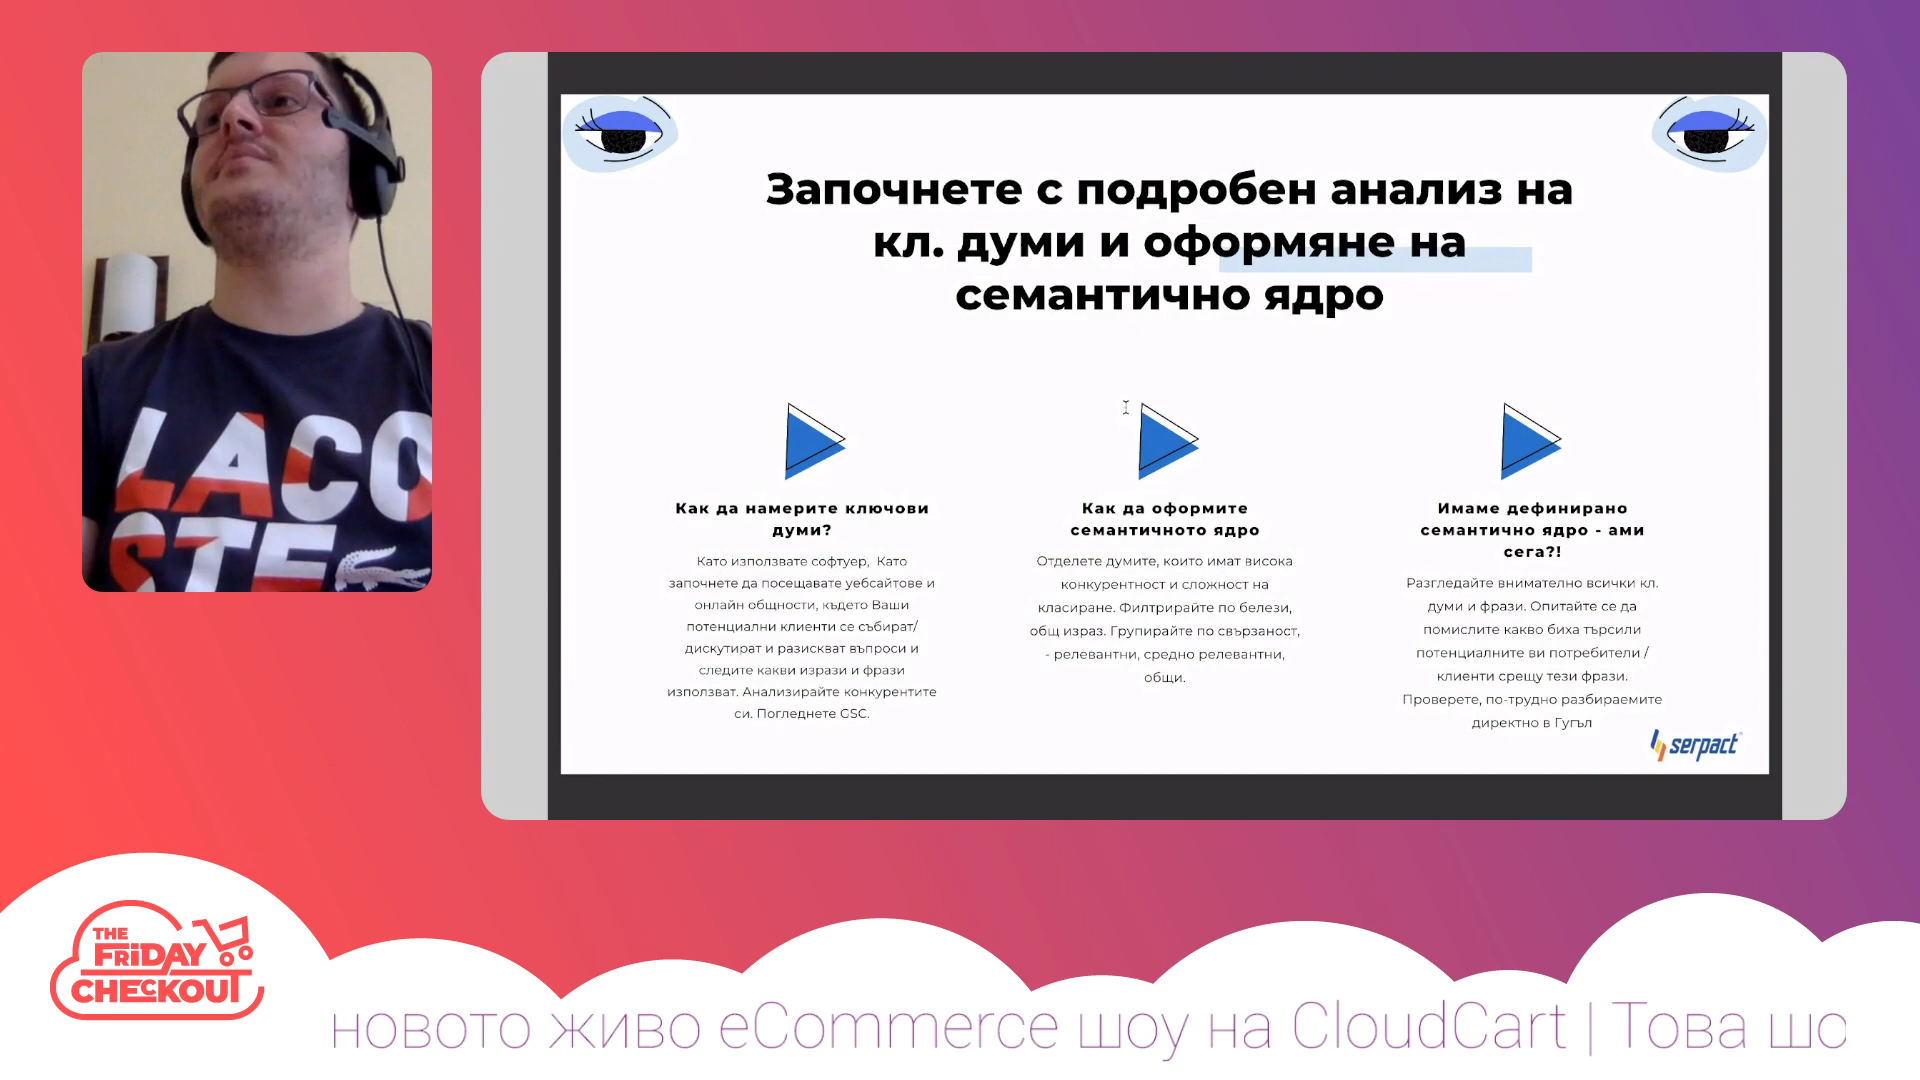 LACO
STE
Започнете с подробен анализ на
кл. думи и оформяне на
семантично ядро
Как да намерите ключови
думи?
Като използвате софтуер, Като
започнете да посещавате уебсайтове и
онлайн общности, където Ваши
потенциални клиенти се събират/
дискутират и разискват въпроси и
следите какви изрази и фрази
използват. Анализирайте конкурентите
си. Погледнете GSC.
Как да оформите
семантичното ядро
Отделете думите, които имат висока
конкурентност и сложност на
класиране. Филтрирайте по белези,
общ израз. Групирайте по свързаност,
- релевантни, средно релевантни,
общи.
Имаме дефинирано
семантично ядро - ами
сега?!
Разгледайте внимателно всички кл.
думи и фрази. Опитайте се да
помислите какво биха търсили
потенциалните ви потребители /
клиенти срещу тези фрази.
Проверете, по-трудно разбираемите
директно в Гугъл
serpact
THE
FRIDAY
CHECKOUT
новото живо eCommerce шоу на CloudCart | Това шо